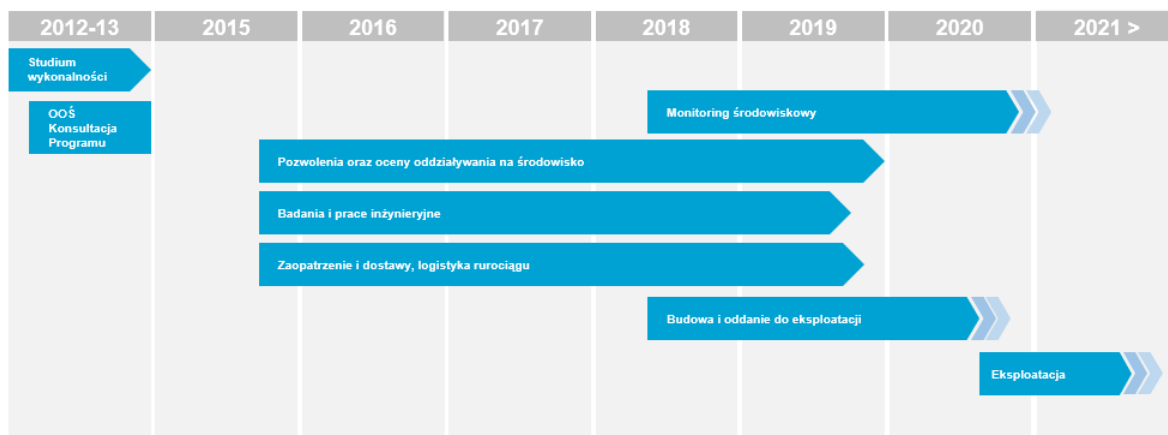 2012-13 2015 2016 2017 2018 2019 2020 2021 >
Studium
wykonalności
OOŚ
Konsultacja
Programu
Monitoring środowiskowy
Pozwolenia oraz oceny oddziaływania na środowisko
Badania i prace inżynieryjne
Zaopatrzenie i dostawy, logistyka rurociągu
Budowa i oddanie do eksploatacji
Eksploatacja